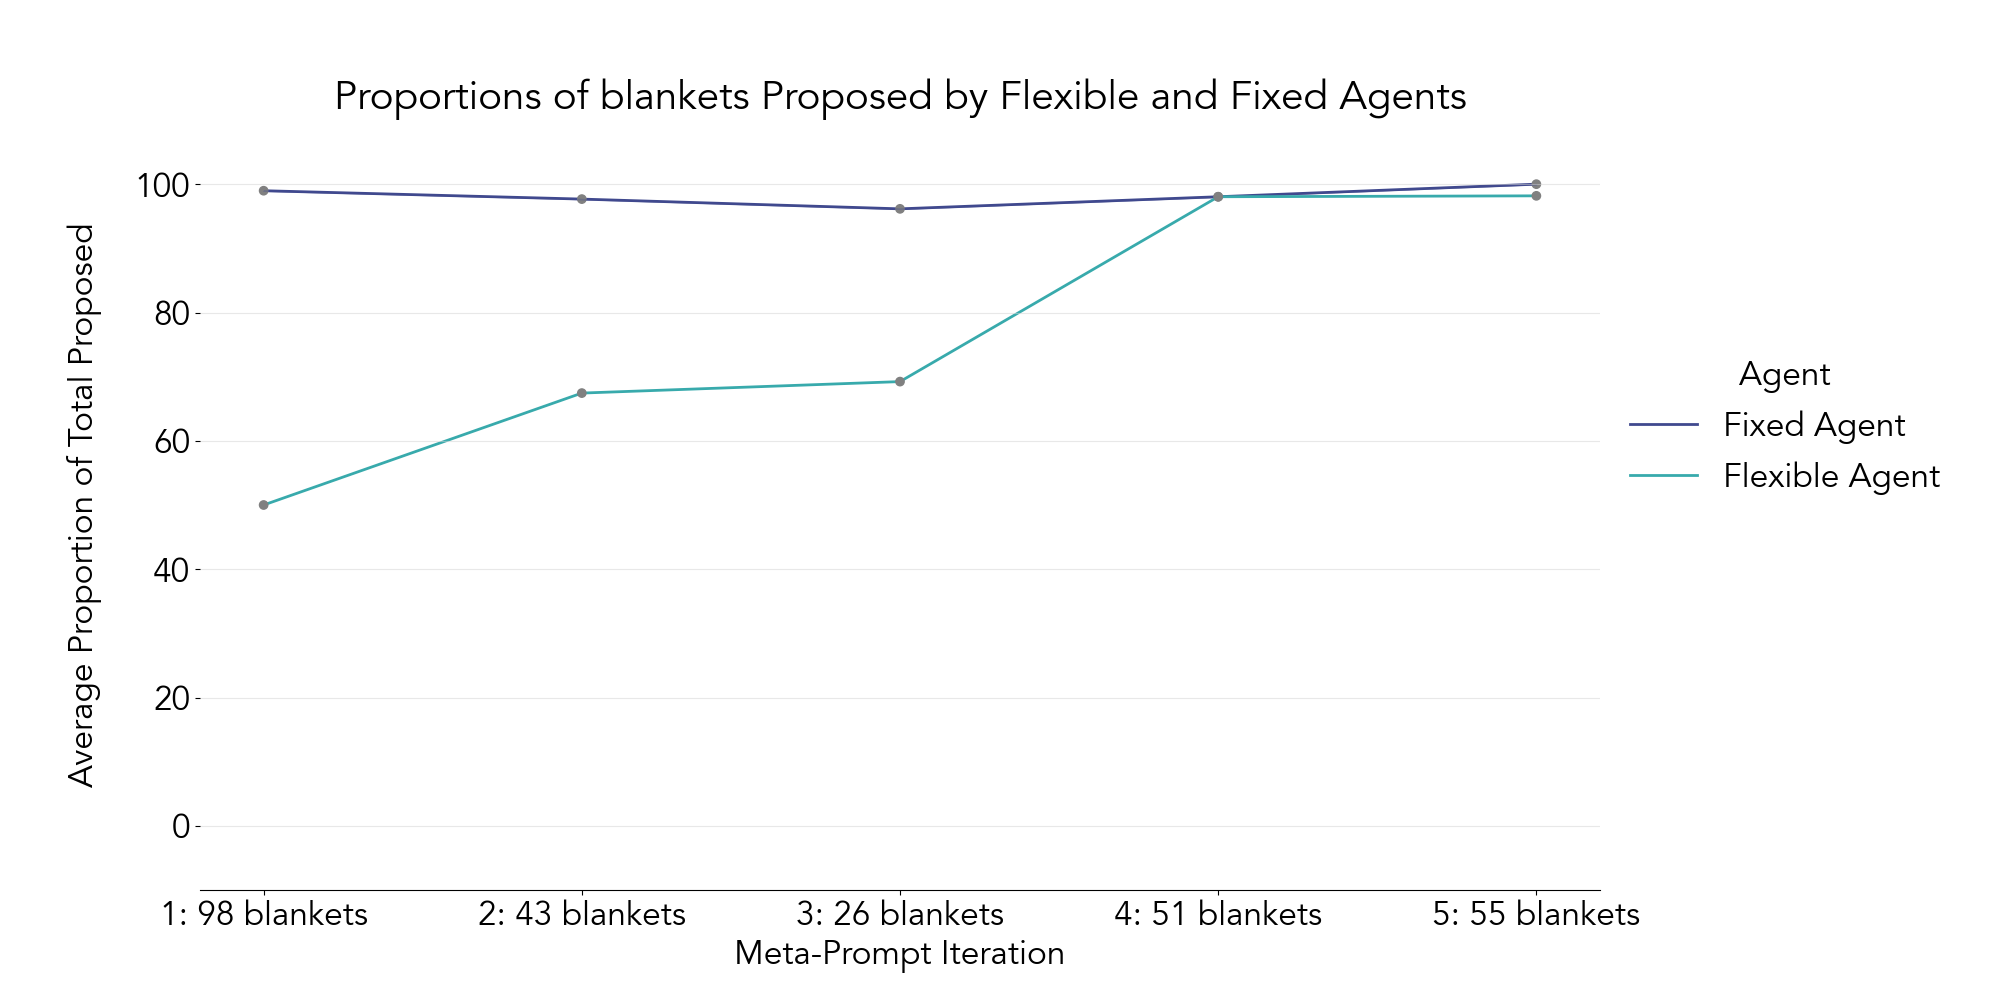 Proportions of blankets Proposed by Flexible and Fixed Agents
Average Proportion of Total Proposed
100
80
60
40
20
0
1: 98 blankets
2: 43 blankets
3: 26 blankets
4: 51 blankets
5: 55 blankets
Meta-Prompt Iteration
Agent
Fixed Agent
Flexible Agent